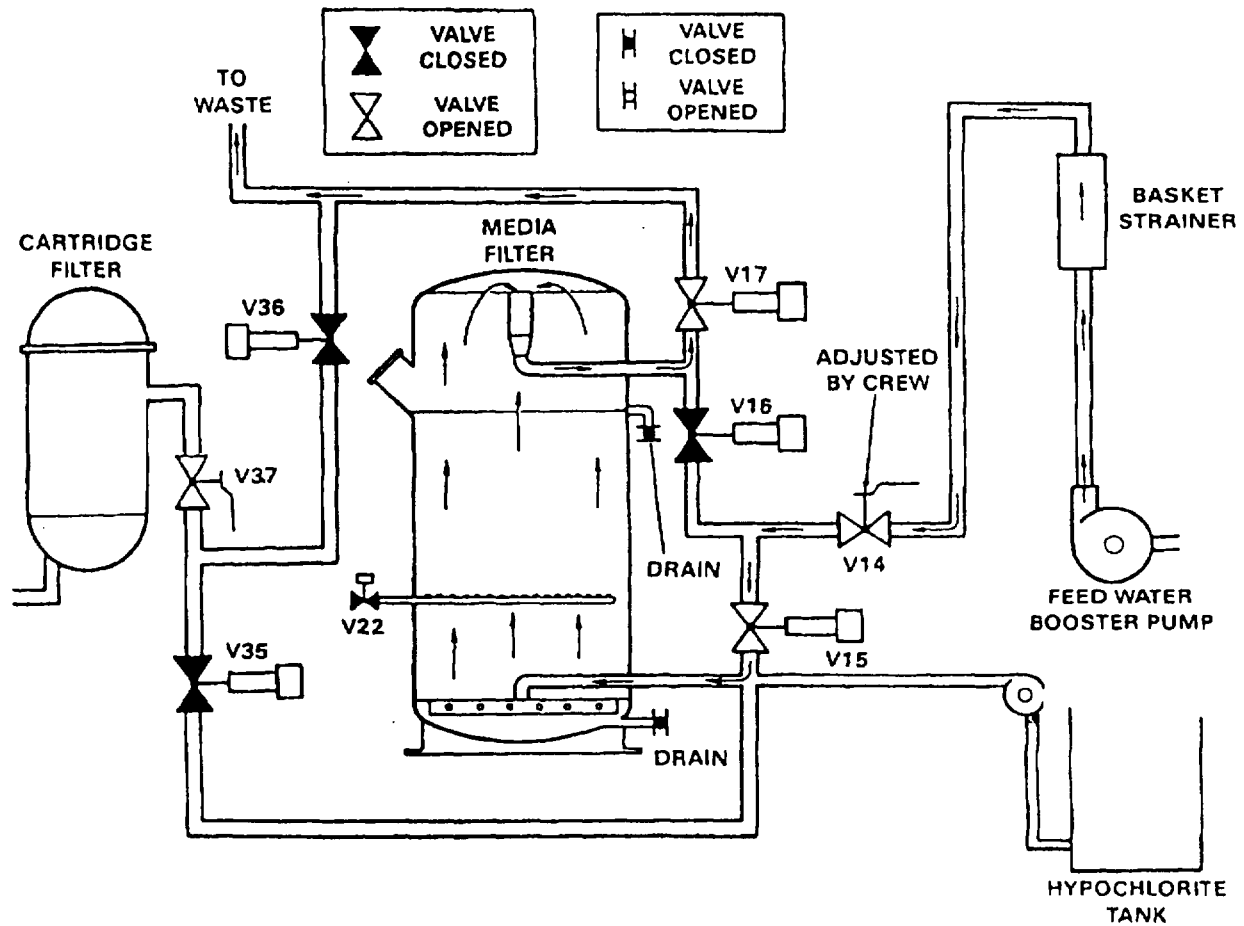 VALVE
CLOSED
VALVE
OPENED
VALVE
CLOSED
VALVE
OPENED
TO
WASTE
BASKET
STRAINER
CARTRIDGE
FILTER
MEDIA
FILTER
V17
V36
ADJUSTED
BY CREW
V16
V37
DRAIN
V14
FEED WATER
BOOSTER PUMP
V22
V35
V15
DRAIN
HYPOCHLORITE
TANK